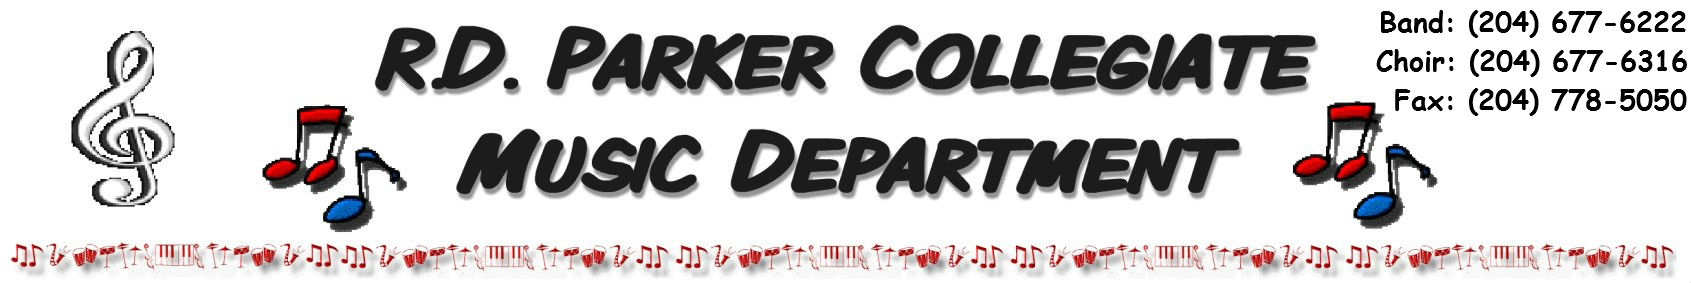 R.D. PARKER COLLEGIATE
MUSIC DEPARTMENT
Band: (204) 677-6222
Choir: (204) 677-6316
Fax: (204) 778-5050